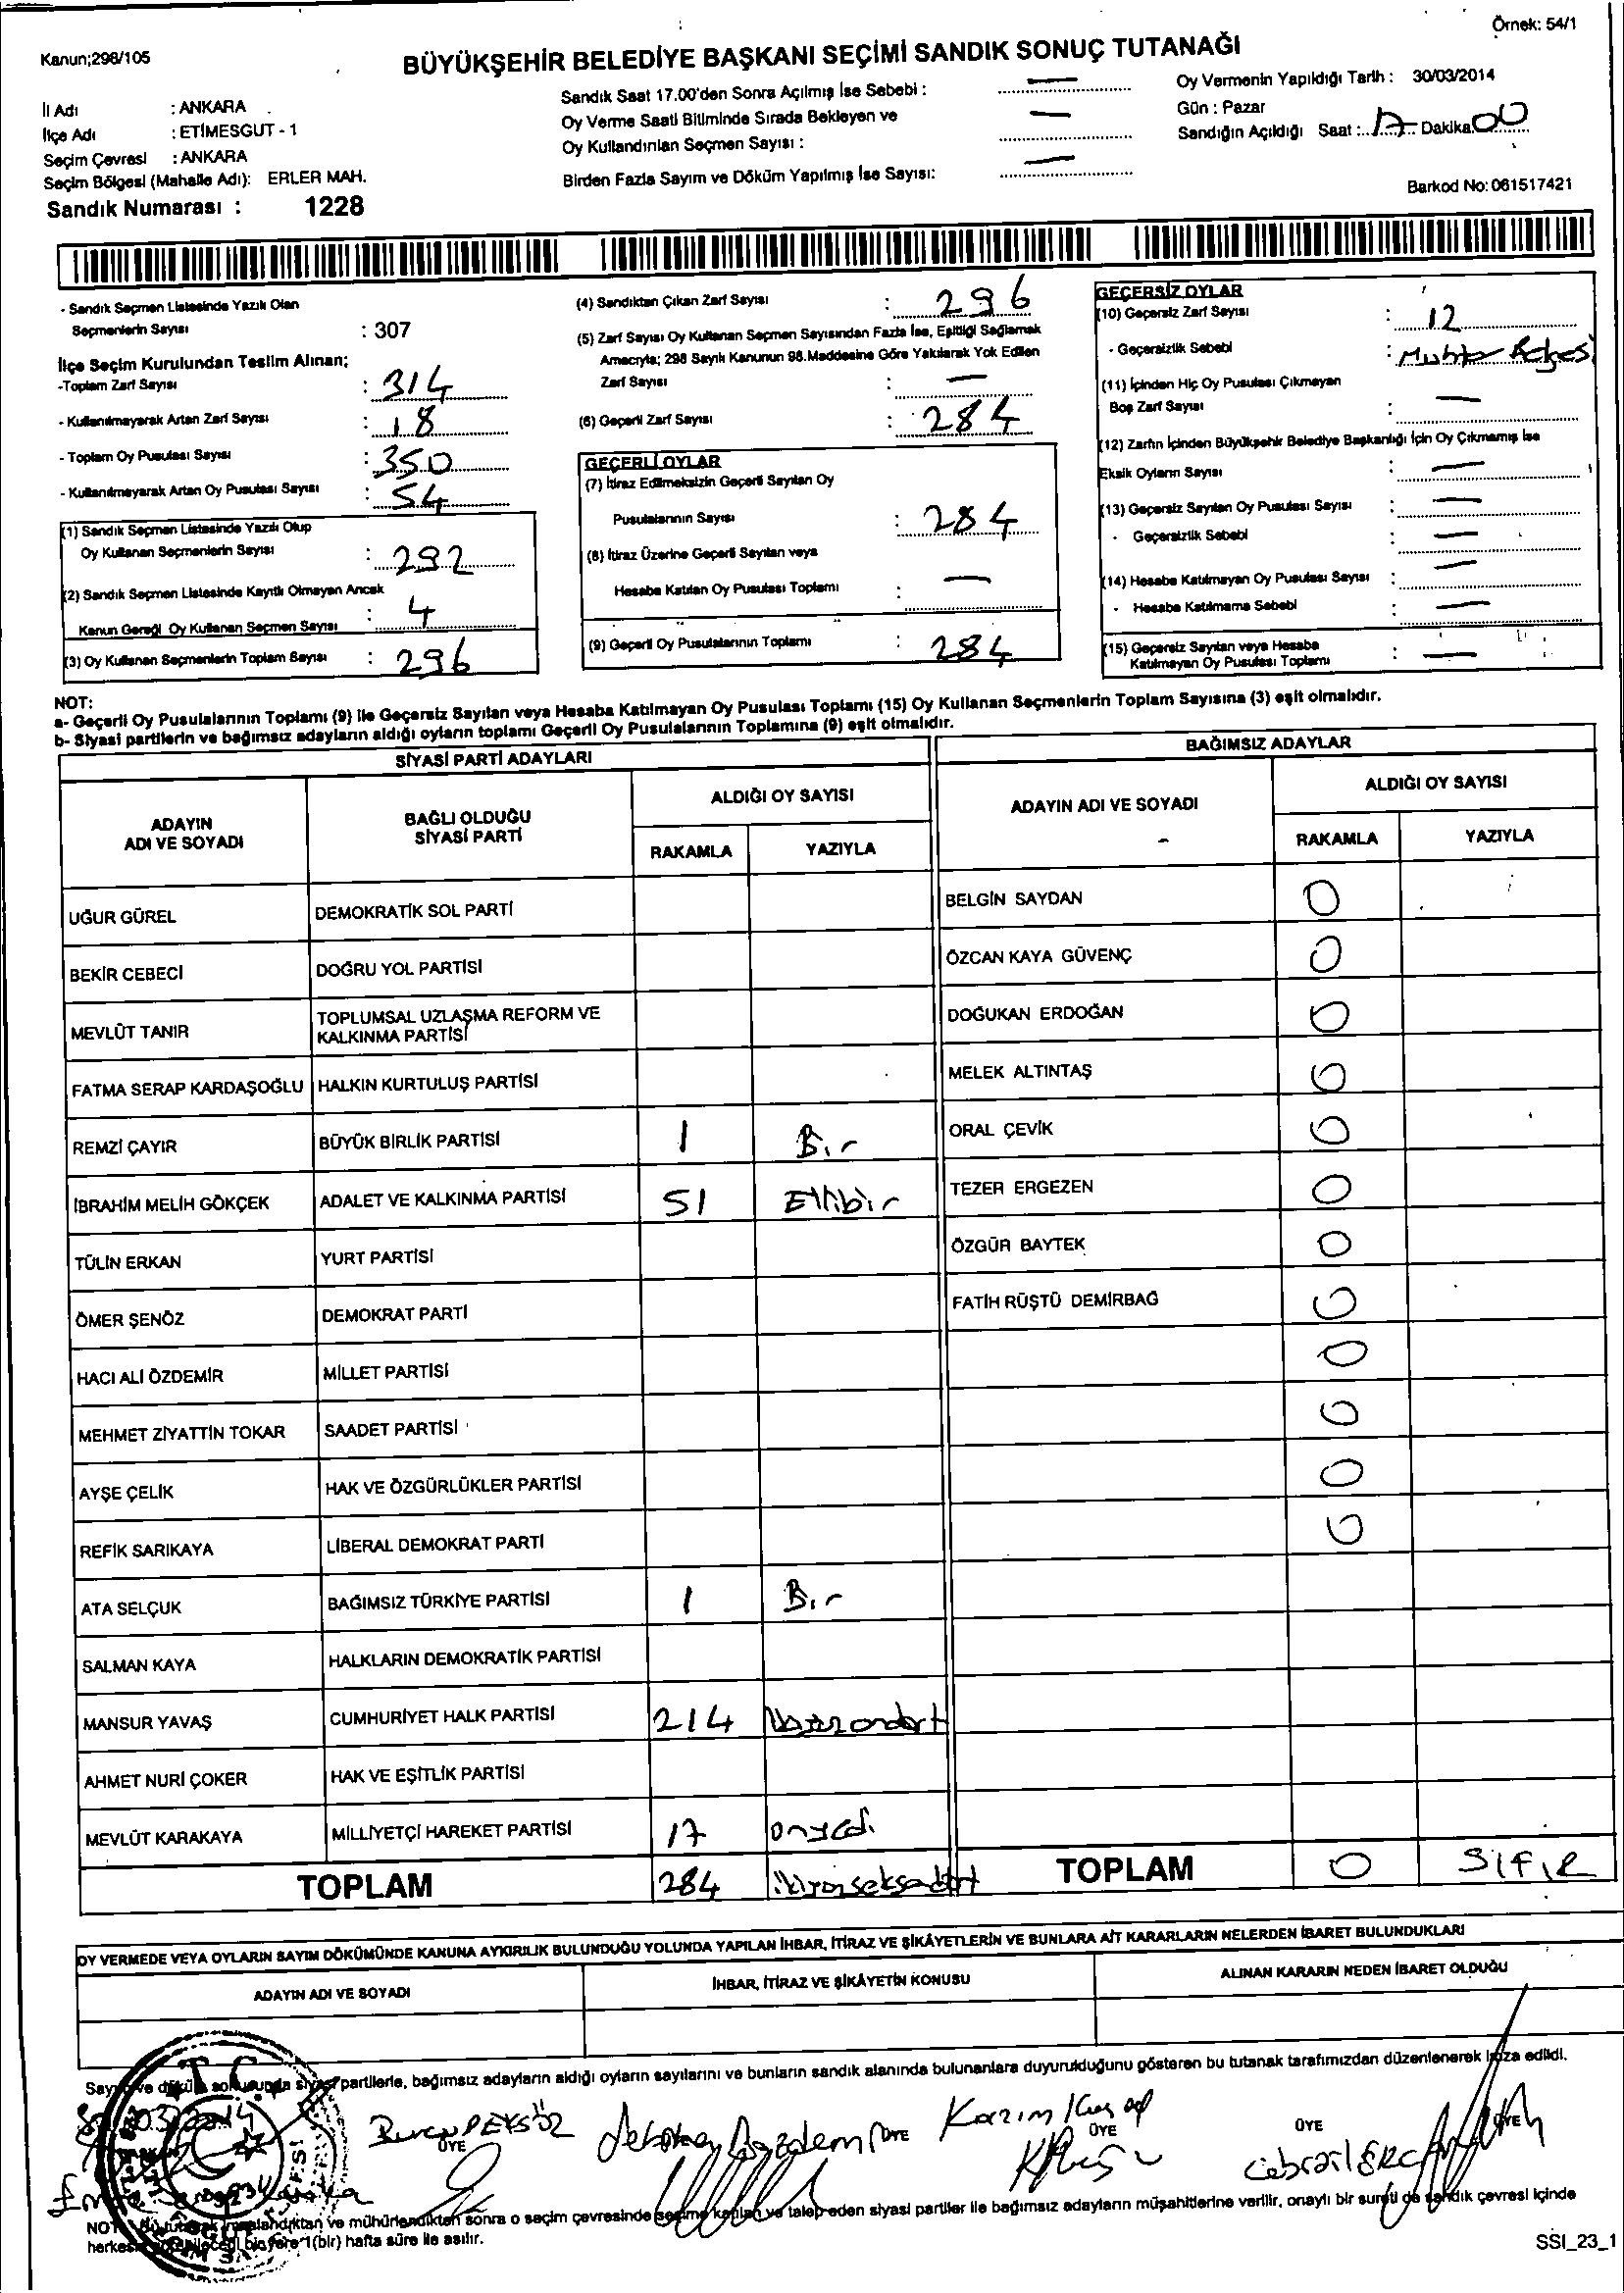 Örnek: 54/1
Kanun;298/105
BÜYÜKŞEHİR BELEDİYE BAŞKANI SEÇİMİ SANDIK SONUÇ TUTANAĞI
İl Adı : ANKARA
İlçe Adı : ETİMESGUT - 1
Seçim Çevresi : ANKARA
Seçim Bölgesi (Mahalle Adı): ERLER MAH.
Sandık Numarası : 1228
Sandık Saat 17.00'den Sonra Açılmış İse Sebebi : —
Oy Verme Saati Bitiminde Sırada Bekleyen ve
Oy Kullandırılan Seçmen Sayısı : —
Birden Fazla Sayım ve Döküm Yapılmış İse Sayısı: —
Oy Vermenin Yapıldığı Tarih : 30/03/2014
Gün : Pazar
Sandığın Açıldığı Saat : 17 Dakika 00
Barkod No: 061517421
- Sandık Seçmen Listesinde Yazılı Olan
Seçmenlerin Sayısı : 307
İlçe Seçim Kurulundan Teslim Alınan;
-Toplam Zarf Sayısı : 314
- Kullanılmayarak Artan Zarf Sayısı : 18
- Toplam Oy Pusulası Sayısı : 350
- Kullanılmayarak Artan Oy Pusulası Sayısı : 54
(1) Sandık Seçmen Listesinde Yazılı Olup
Oy Kullanan Seçmenlerin Sayısı : 292
(2) Sandık Seçmen Listesinde Kayıtlı Olmayan Ancak
Kanun Gereği Oy Kullanan Seçmen Sayısı : 4
(3) Oy Kullanan Seçmenlerin Toplam Sayısı : 296
(4) Sandıktan Çıkan Zarf Sayısı : 296
(5) Zarf Sayısı Oy Kullanan Seçmen Sayısından Fazla İse, Eşitliği Sağlamak
Amacıyla; 298 Sayılı Kanunun 98.Maddesine Göre Yakılarak Yok Edilen
Zarf Sayısı : —
(6) Geçerli Zarf Sayısı : 284
GEÇERLİ OYLAR
(7) İtiraz Edilmeksizin Geçerli Sayılan Oy
Pusulalarının Sayısı : 284
(8) İtiraz Üzerine Geçerli Sayılan veya
Hesaba Katılan Oy Pusulası Toplamı : —
(9) Geçerli Oy Pusulalarının Toplamı : 284
GEÇERSİZ OYLAR
(10) Geçersiz Zarf Sayısı : 12
- Geçersizlik Sebebi : Muhtar
(11) İçinden Hiç Oy Pusulası Çıkmayan
Boş Zarf Sayısı : —
(12) Zarfın İçinden Büyükşehir Belediye Başkanlığı İçin Oy Çıkmamış İse
Eksik Oyların Sayısı : —
(13) Geçersiz Sayılan Oy Pusulası Sayısı : —
- Geçersizlik Sebebi : —
(14) Hesaba Katılmayan Oy Pusulası Sayısı : —
- Hesaba Katılmama Sebebi : —
(15) Geçersiz Sayılan veya Hesaba
Katılmayan Oy Pusulası Toplamı : —
NOT:
a- Geçerli Oy Pusulalarının Toplamı (9) ile Geçersiz Sayılan veya Hesaba Katılmayan Oy Pusulası Toplamı (15) Oy Kullanan Seçmenlerin Toplam Sayısına (3) eşit olmalıdır.
b- Siyasi partilerin ve bağımsız adayların aldığı oyların toplamı Geçerli Oy Pusulalarının Toplamına (9) eşit olmalıdır.
SİYASİ PARTİ ADAYLARI
ADAYIN ADI VE SOYADI BAĞLI OLDUĞU SİYASİ PARTİ ALDIĞI OY SAYISI RAKAMLA YAZIYLA
UĞUR GÜREL DEMOKRATİK SOL PARTİ
BEKİR CEBECİ DOĞRU YOL PARTİSİ
MEVLÜT TANIR TOPLUMSAL UZLAŞMA REFORM VE KALKINMA PARTİSİ
FATMA SERAP KARDAŞOĞLU HALKIN KURTULUŞ PARTİSİ
REMZİ ÇAYIR BÜYÜK BİRLİK PARTİSİ 1 Bir
İBRAHİM MELİH GÖKÇEK ADALET VE KALKINMA PARTİSİ 51 Ellibir
TÜLİN ERKAN YURT PARTİSİ
ÖMER ŞENÖZ DEMOKRAT PARTİ
HACI ALİ ÖZDEMİR MİLLET PARTİSİ
MEHMET ZİYATTİN TOKAR SAADET PARTİSİ
AYŞE ÇELİK HAK VE ÖZGÜRLÜKLER PARTİSİ
REFİK SARIKAYA LİBERAL DEMOKRAT PARTİ
ATA SELÇUK BAĞIMSIZ TÜRKİYE PARTİSİ 1 Bir
SALMAN KAYA HALKLARIN DEMOKRATİK PARTİSİ
MANSUR YAVAŞ CUMHURİYET HALK PARTİSİ 214
AHMET NURİ ÇOKER HAK VE EŞİTLİK PARTİSİ
MEVLÜT KARAKAYA MİLLİYETÇİ HAREKET PARTİSİ 17 onyedi
TOPLAM 284 ikiyüzseksendört
BAĞIMSIZ ADAYLAR
ADAYIN ADI VE SOYADI ALDIĞI OY SAYISI RAKAMLA YAZIYLA
BELGİN SAYDAN 0
ÖZCAN KAYA GÜVENÇ 0
DOĞUKAN ERDOĞAN 0
MELEK ALTINTAŞ 0
ORAL ÇEVİK 0
TEZER ERGEZEN 0
ÖZGÜR BAYTEK 0
FATİH RÜŞTÜ DEMİRBAĞ 0
0
0
0
0
TOPLAM 0 SIFIR
OY VERMEDE VEYA OYLARIN SAYIM DÖKÜMÜNDE KANUNA AYKIRILIK BULUNDUĞU YOLUNDA YAPILAN İHBAR, İTİRAZ VE ŞİKÂYETLERİN VE BUNLARA AİT KARARLARIN NELERDEN İBARET BULUNDUKLARI
ADAYIN ADI VE SOYADI İHBAR, İTİRAZ VE ŞİKÂYETİN KONUSU ALINAN KARARIN NEDEN İBARET OLDUĞU
Sayım ve döküm sonucunda siyasi partilerle, bağımsız adayların aldığı oyların sayılarını ve bunların sandık alanında bulunanlara duyurulduğunu gösteren bu tutanak tarafımızdan düzenlenerek imza edildi.
T.C.
ÜYE ÜYE Kazım ÜYE ÜYE ÜYE
Cebrail
NOT: Bu tutanak imzalandıktan ve mühürlendikten sonra o seçim çevresinde seçime katılan ve talep eden siyasi partiler ile bağımsız adayların müşahitlerine verilir, onaylı bir sureti de sandık çevresi içinde
herkesin görebileceği bir yere 1(bir) hafta süre ile asılır.
SSI_23_1